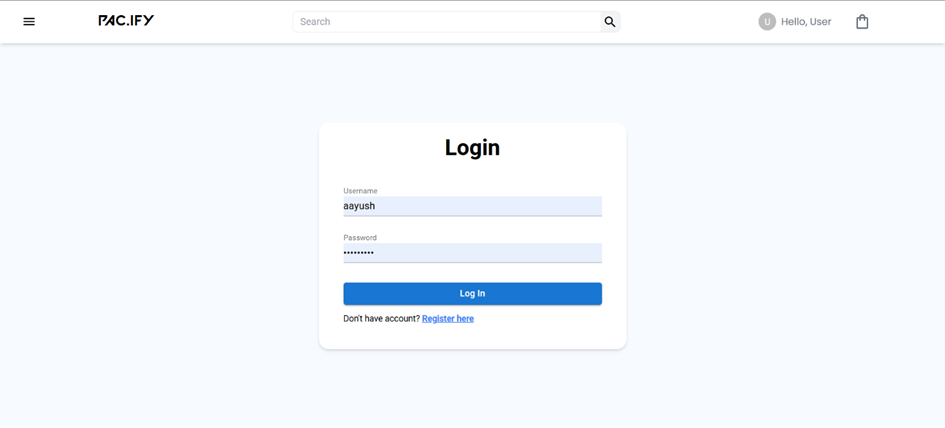 PAC.IFY
Search
U Hello, User
Login
Username
aayush
Password
•••••••••
Log In
Don't have account? Register here